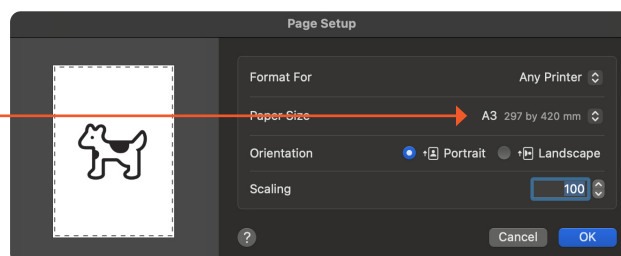 Page Setup
Format For Any Printer
Paper Size A3 297 by 420 mm
Orientation Portrait Landscape
Scaling 100
? Cancel OK